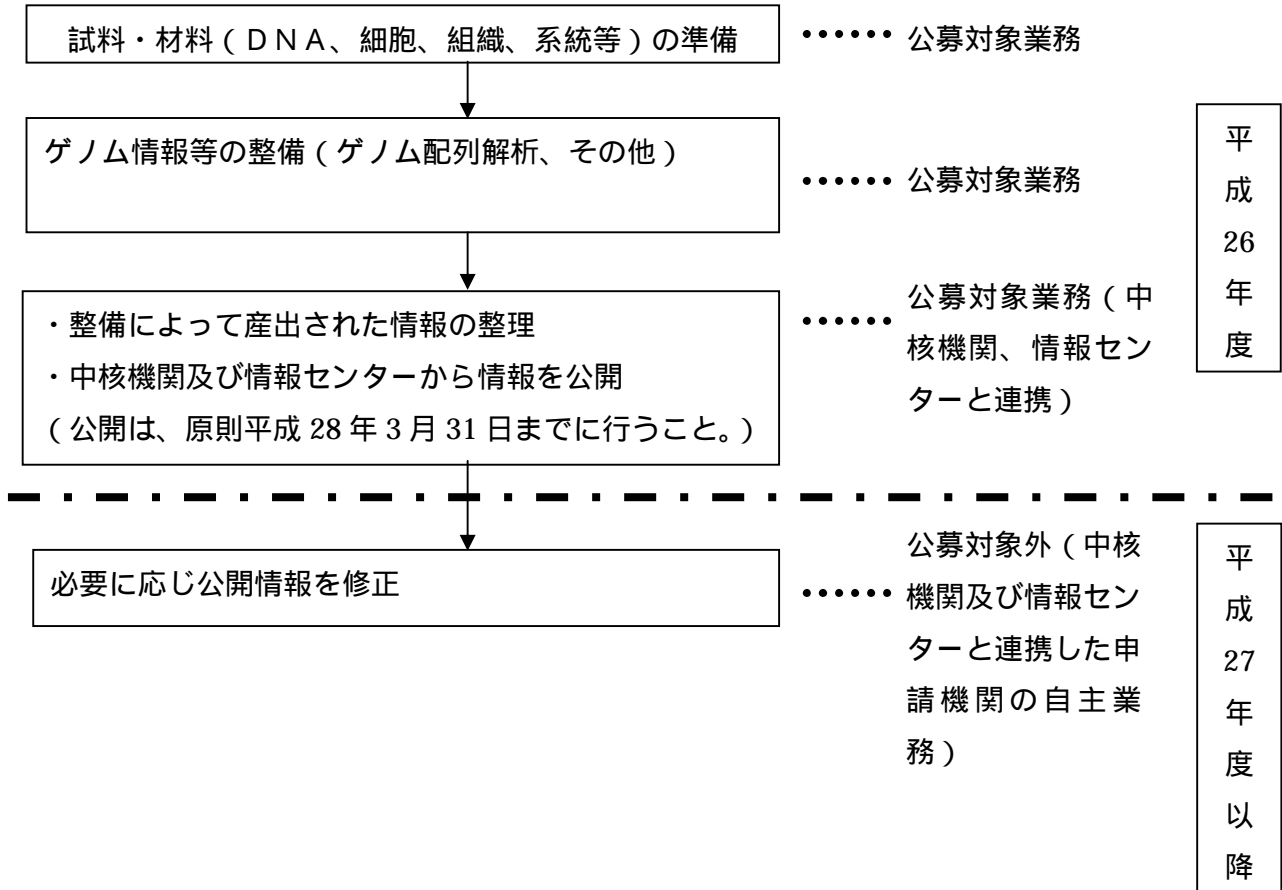 試料・材料(DNA、細胞、組織、系統等)の準備
•••••• 公募対象業務
ゲノム情報等の整備(ゲノム配列解析、その他)
•••••• 公募対象業務
・整備によって産出された情報の整理
・中核機関及び情報センターから情報を公開
(公開は、原則平成 28 年 3 月 31 日までに行うこと。)
•••••• 公募対象業務(中
核機関、情報セン
ターと連携)
平
成
26
年
度
必要に応じ公開情報を修正
•••••• 公募対象外(中核
機関及び情報セン
ターと連携した申
請機関の自主業
務)
平
成
27
年
度
以
降